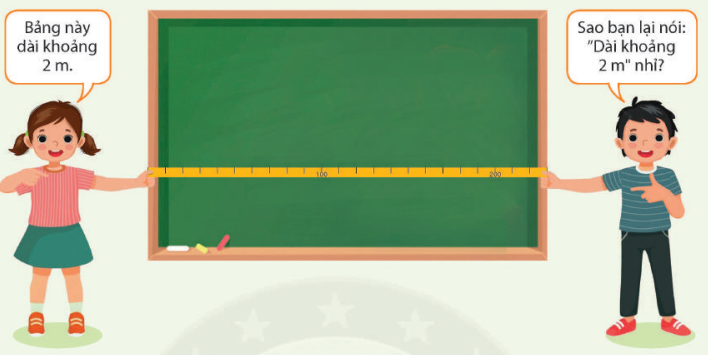 Bảng này
dài khoảng
2 m.
Sao bạn lại nói:
"Dài khoảng
2 m" nhỉ?
100
200